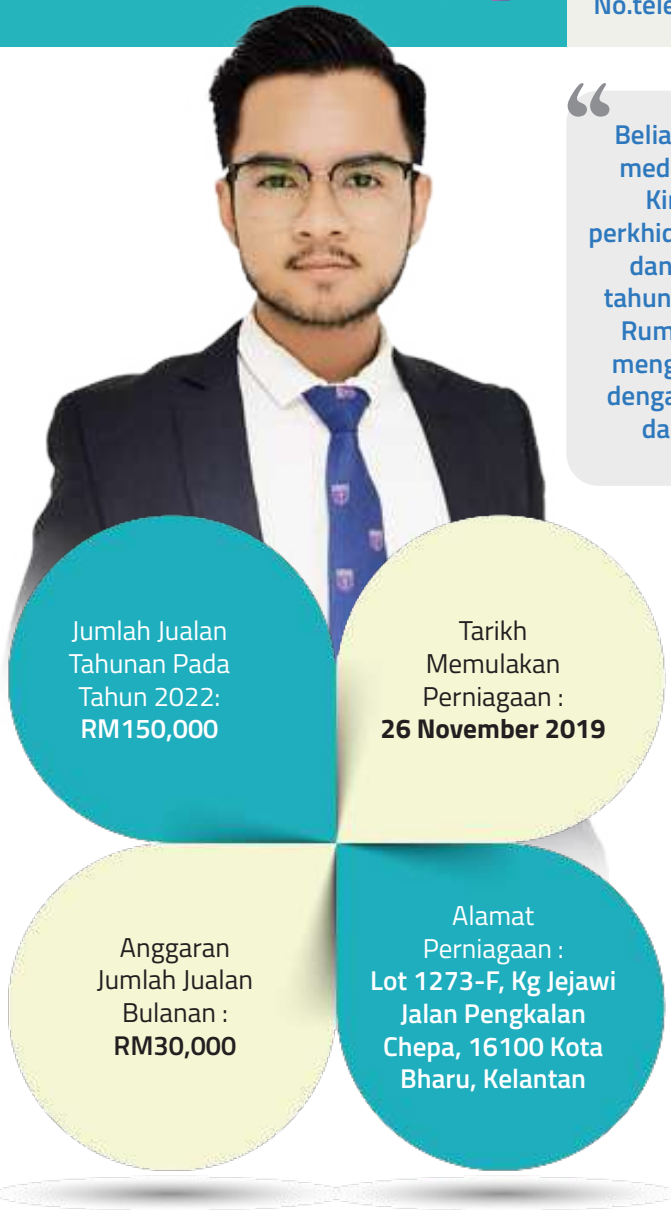 No.tele
“
Belia
med
Kin
perkhid
dan
tahun
Rum
meng
denga
da
Jumlah Jualan
Tahunan Pada
Tahun 2022:
RM150,000
Tarikh
Memulakan
Perniagaan :
26 November 2019
Anggaran
Jumlah Jualan
Bulanan :
RM30,000
Alamat
Perniagaan :
Lot 1273-F, Kg Jejawi
Jalan Pengkalan
Chepa, 16100 Kota
Bharu, Kelantan